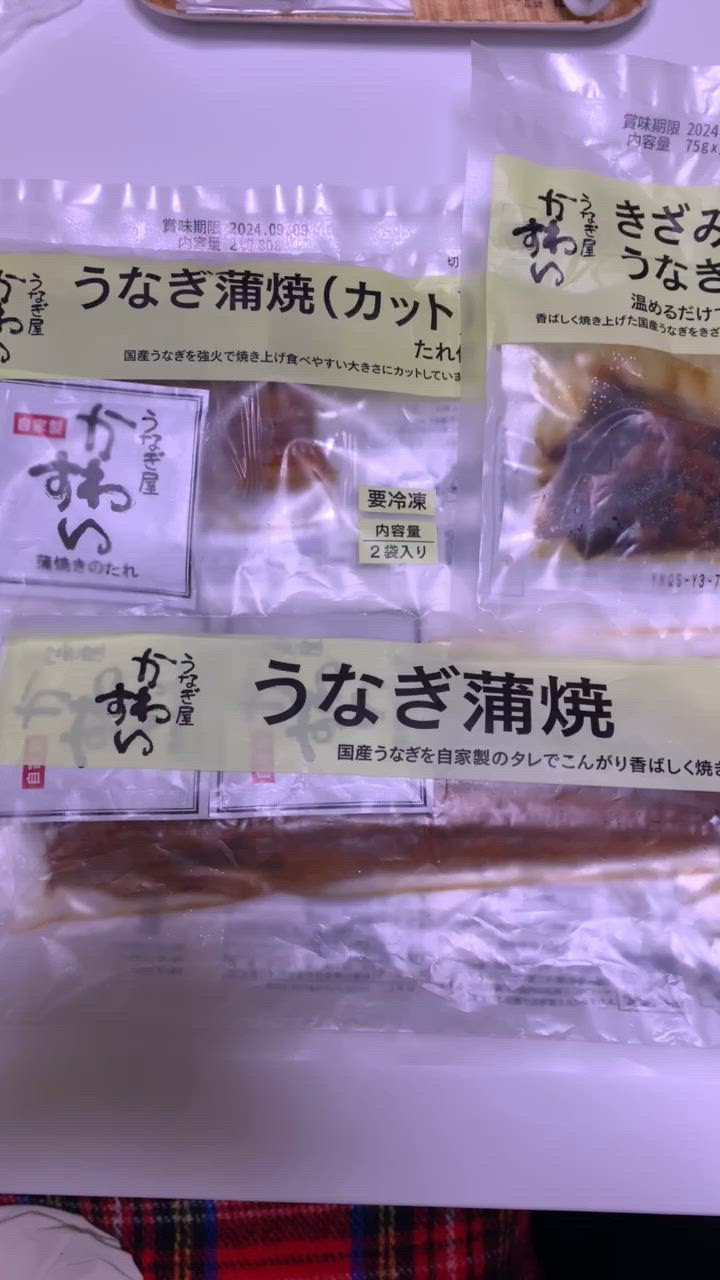 賞味期限 2024
内容量 75g
うなぎ屋
かわすい
きざみ
うなぎ
温めるだけで
香ばしく焼き上げた国産うなぎをきざ
賞味期限 2024.09.09
内容量
切
うなぎ屋
かわ
うなぎ蒲焼(カット
たれ付
国産うなぎを強火で焼き上げ食べやすい大きさにカットしていま
自家製
うなぎ屋
かわすい
蒲焼きのたれ
要冷凍
内容量
2袋入り
うなぎ屋
かわすい
うなぎ蒲焼
国産うなぎを自家製のタレでこんがり香ばしく焼き